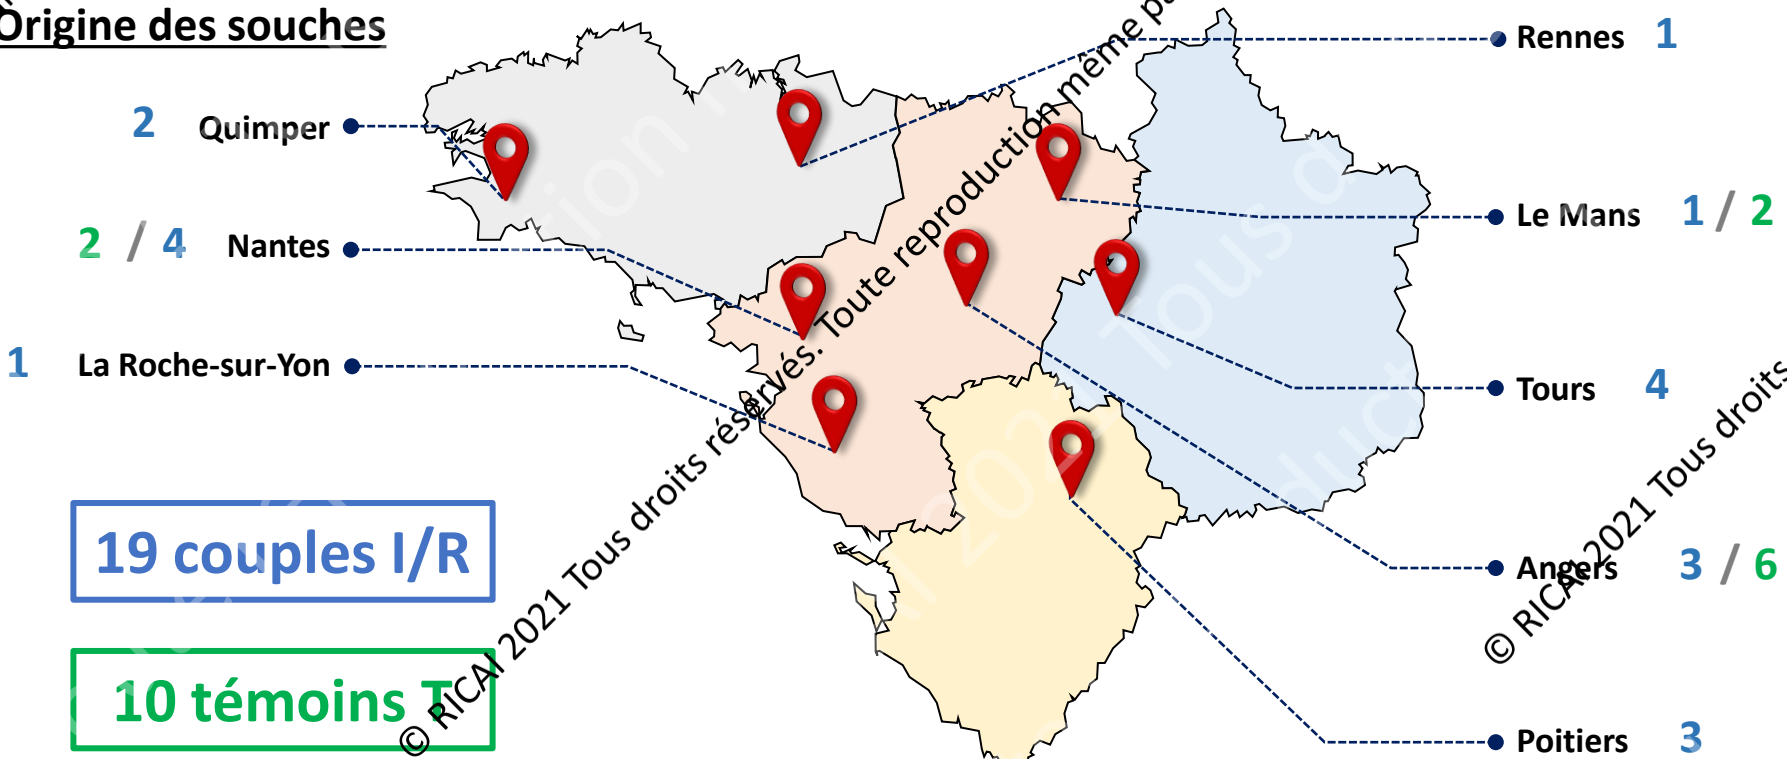 Origine des souches
Rennes 1
2 Quimper
Le Mans 1 / 2
2 / 4 Nantes
1 La Roche-sur-Yon
Tours 4
19 couples I/R
Angers 3 / 6
10 témoins T
Poitiers 3
© RICAI 2021 Tous droits réservés. Toute reproduction même pa
© RICAI 2021 Tous droits